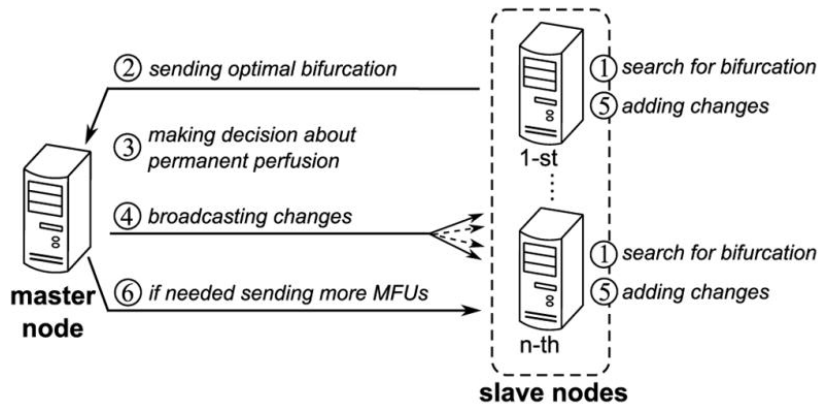 ② sending optimal bifurcation
① search for bifurcation
⑤ adding changes
③ making decision about
permanent perfusion
1-st
④ broadcasting changes
① search for bifurcation
⑤ adding changes
master
node
⑥ if needed sending more MFUs
n-th
slave nodes